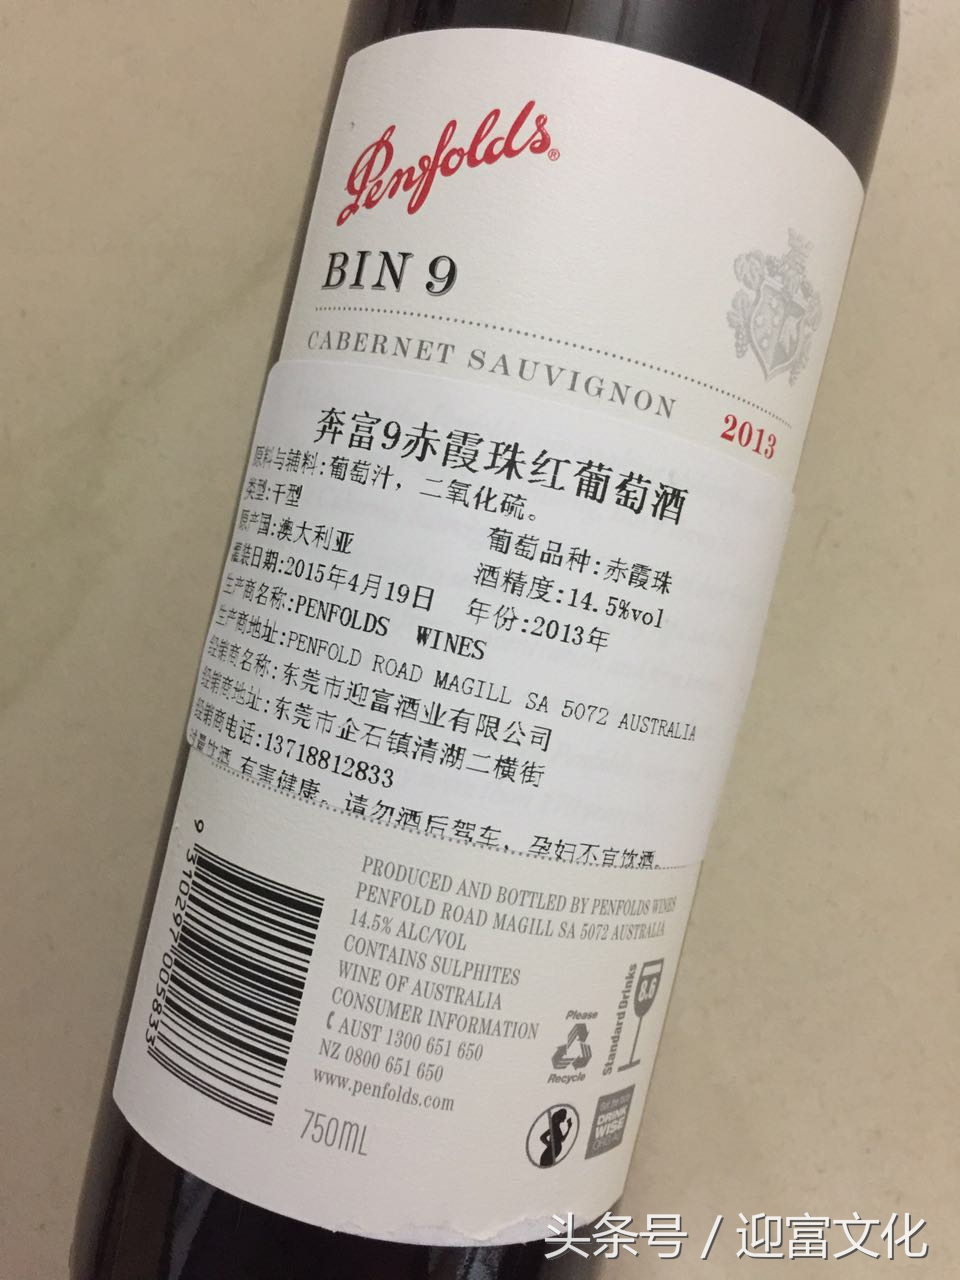 Penfolds®
BIN 9
CABERNET SAUVIGNON 2013
奔富9赤霞珠红葡萄酒
原料与辅料:葡萄汁，二氧化硫。
类型:干型 葡萄品种:赤霞珠
原产国:澳大利亚 酒精度:14.5%vol
灌装日期:2015年4月19日 年份:2013年
生产商名称:PENFOLDS WINES
生产商地址:PENFOLD ROAD MAGILL SA 5072 AUSTRALIA
经销商名称:东莞市迎富酒业有限公司
经销商地址:东莞市企石镇清湖二横街
经销商电话:13718812833
过量饮酒 有害健康。请勿酒后驾车，孕妇不宜饮酒。
9 310297 005833
PRODUCED AND BOTTLED BY PENFOLDS WINES
PENFOLD ROAD MAGILL SA 5072 AUSTRALIA
14.5% ALC/VOL
CONTAINS SULPHITES
WINE OF AUSTRALIA
CONSUMER INFORMATION
AUST 1300 651 650
NZ 0800 651 650
www.penfolds.com
750ML
Please
Recycle
Standard Drinks
8.6
Get the facts
DRINK
WISE
ORG.AU
头条号 / 迎富文化